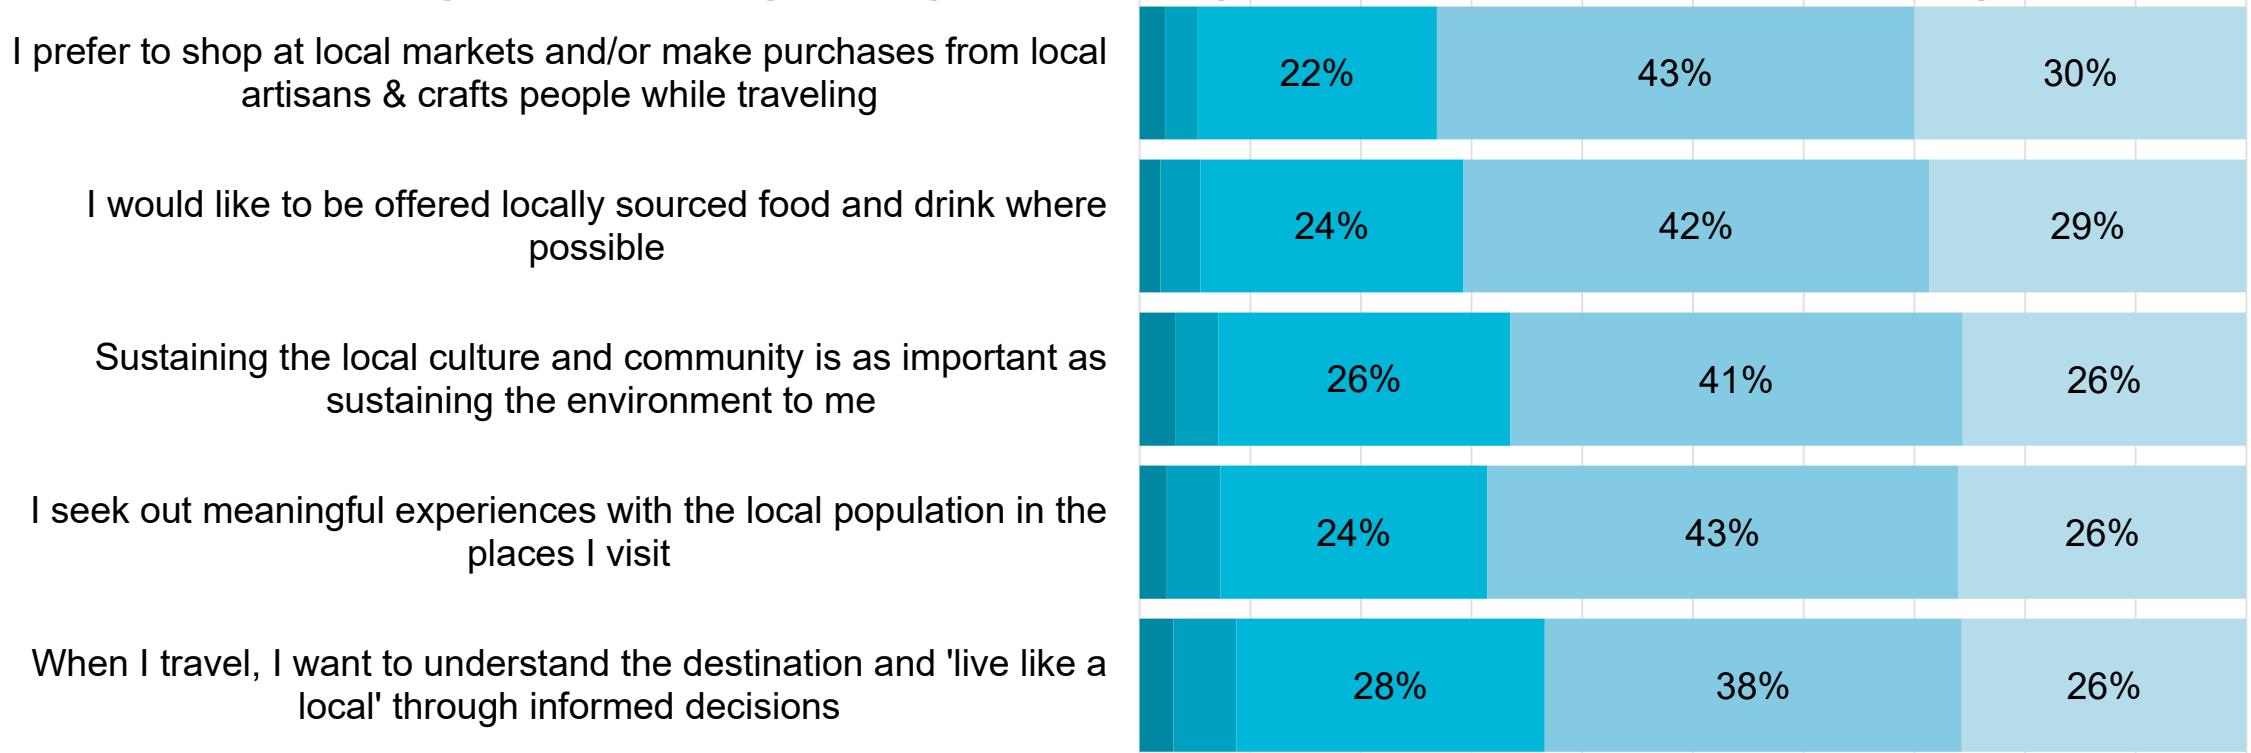 I prefer to shop at local markets and/or make purchases from local
artisans & crafts people while traveling
22%
43%
30%
I would like to be offered locally sourced food and drink where
possible
24%
42%
29%
Sustaining the local culture and community is as important as
sustaining the environment to me
26%
41%
26%
I seek out meaningful experiences with the local population in the
places I visit
24%
43%
26%
When I travel, I want to understand the destination and 'live like a
local' through informed decisions
28%
38%
26%